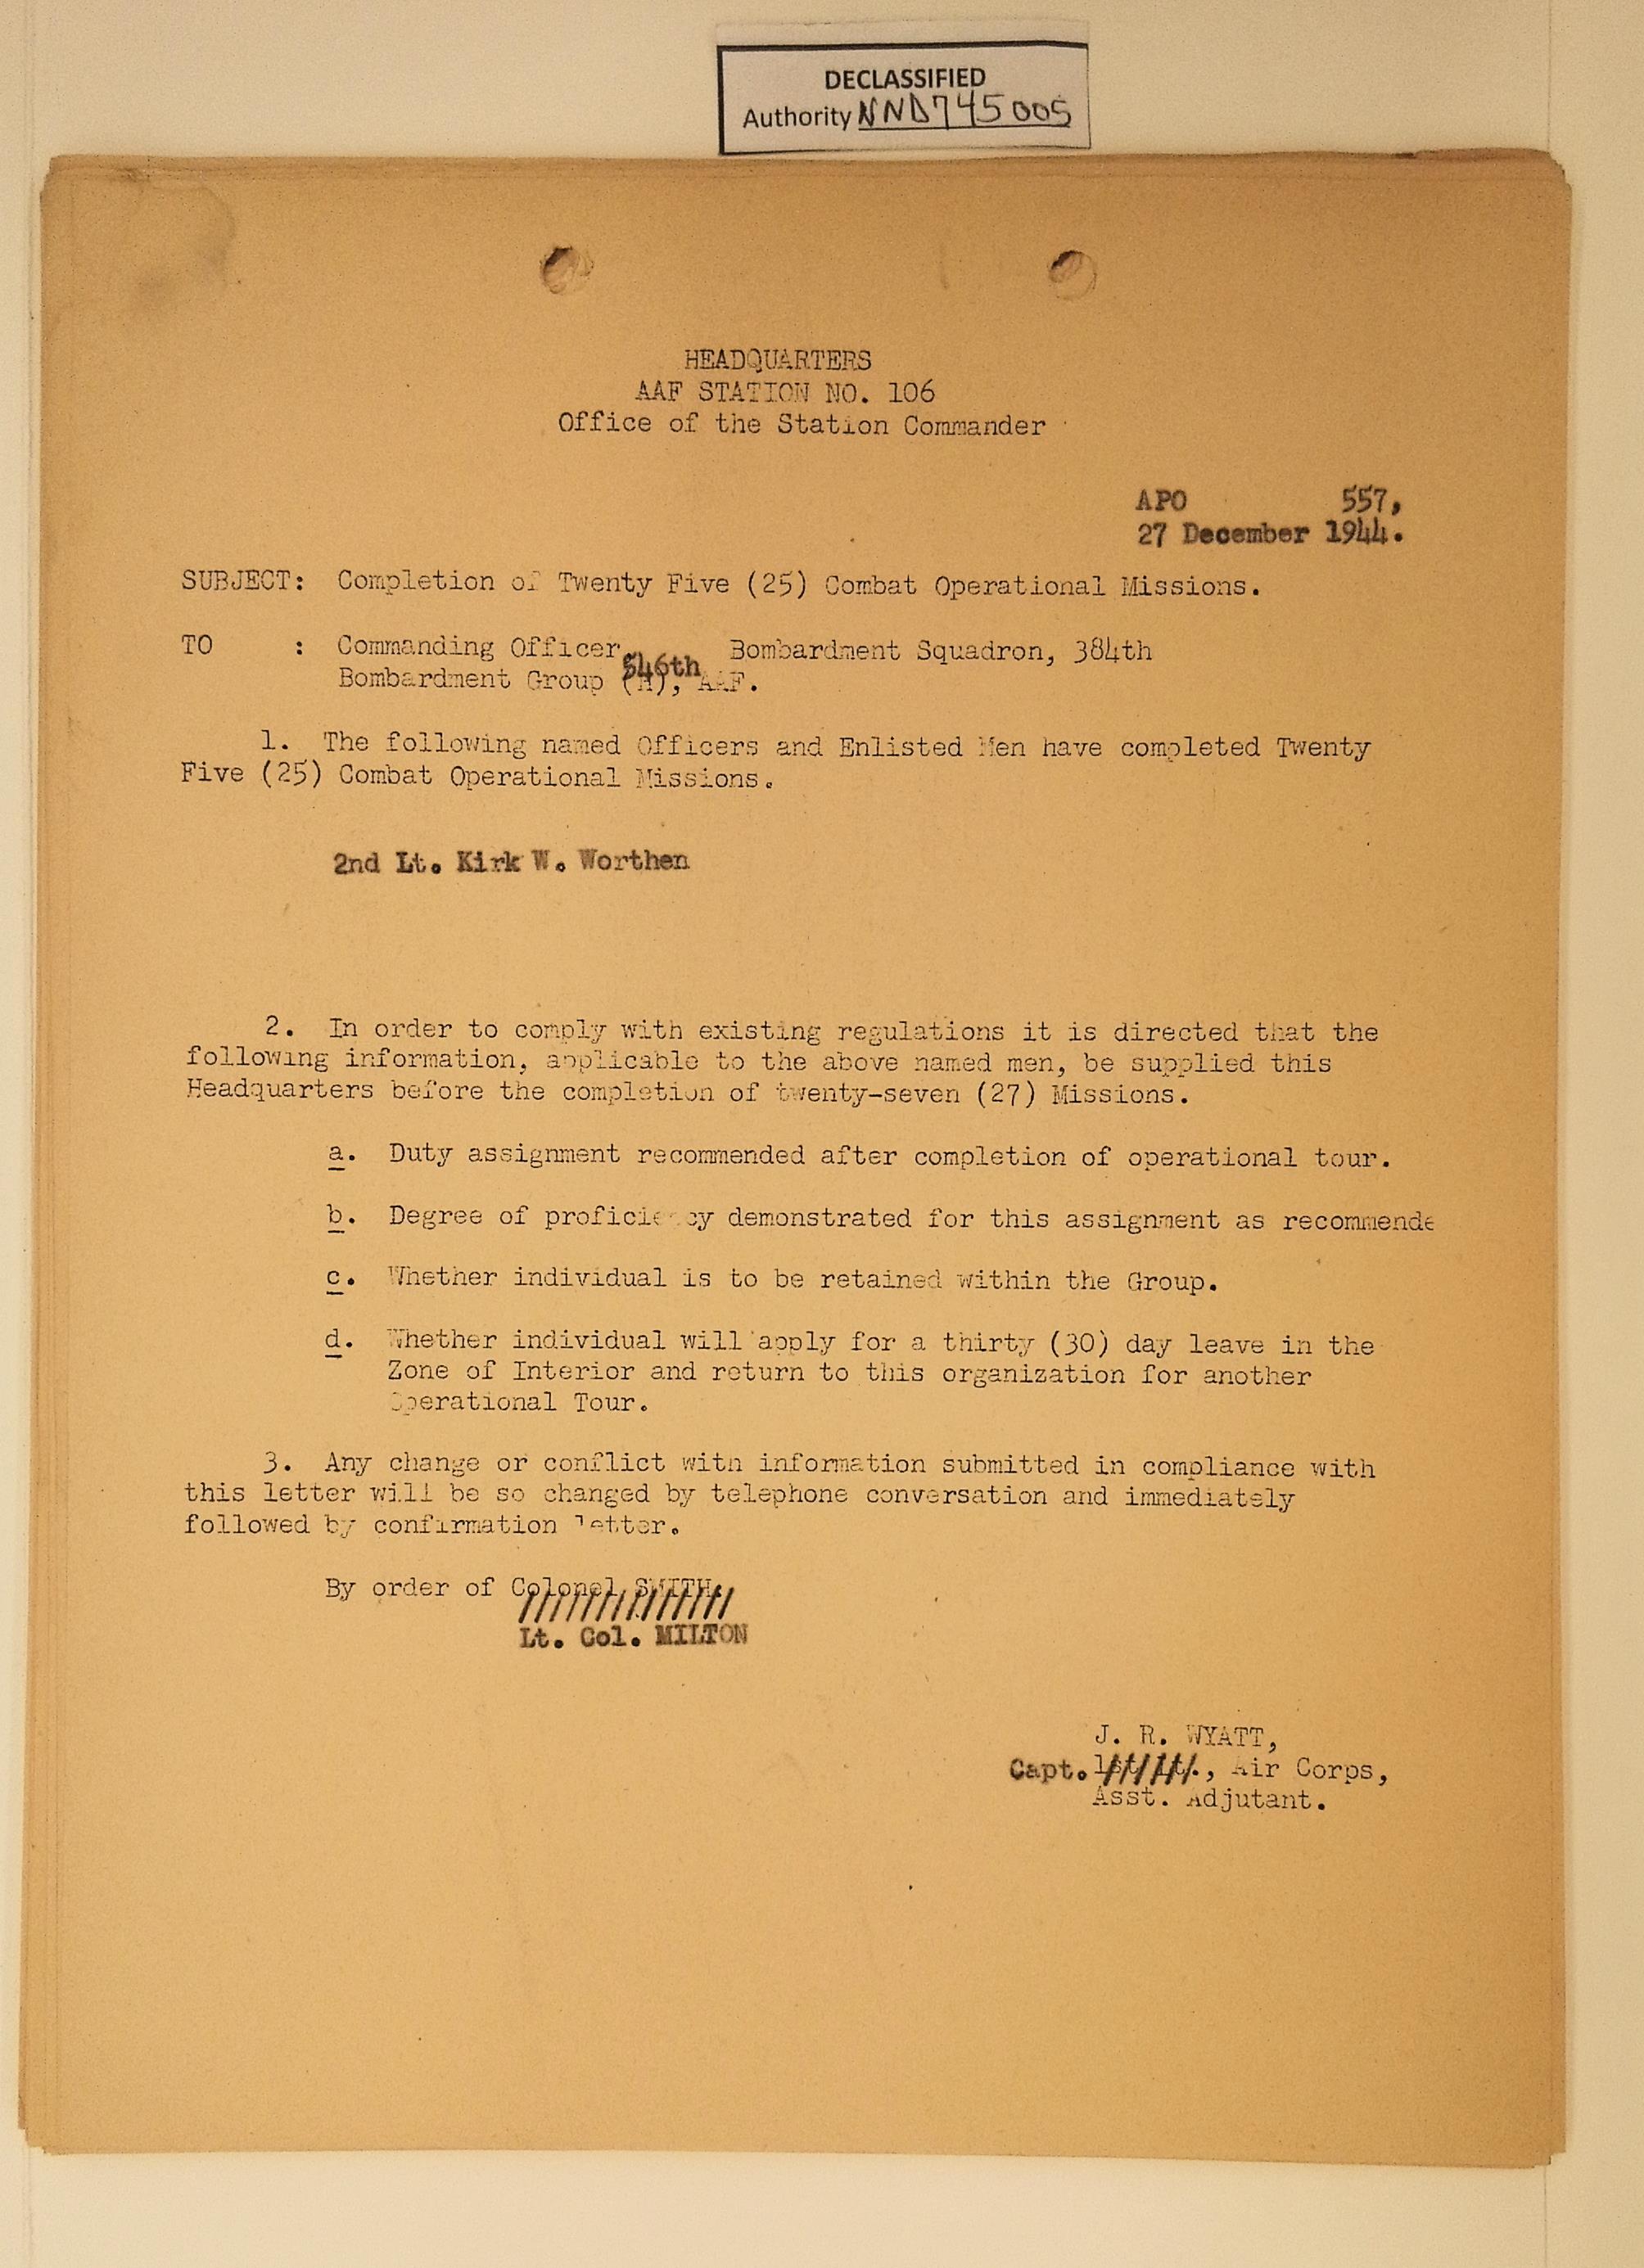 DECLASSIFIED
Authority NND745005
HEADQUARTERS
AAF STATION NO. 106
Office of the Station Commander
APO 557,
27 December 1944.
SUBJECT: Completion of Twenty Five (25) Combat Operational Missions.
TO : Commanding Officer, 546th Bombardment Squadron, 384th
Bombardment Group (H), AAF.
1. The following named Officers and Enlisted Men have completed Twenty
Five (25) Combat Operational Missions.
2nd Lt. Kirk W. Worthen
2. In order to comply with existing regulations it is directed that the
following information, applicable to the above named men, be supplied this
Headquarters before the completion of twenty-seven (27) Missions.
a. Duty assignment recommended after completion of operational tour.
b. Degree of proficiency demonstrated for this assignment as recommende
c. Whether individual is to be retained within the Group.
d. Whether individual will apply for a thirty (30) day leave in the
Zone of Interior and return to this organization for another
Operational Tour.
3. Any change or conflict with information submitted in compliance with
this letter will be so changed by telephone conversation and immediately
followed by confirmation letter.
By order of Colonel SMITH.
Lt. Col. MILTON
J. R. WYATT,
Capt. 1st Lt., Air Corps,
Asst. Adjutant.